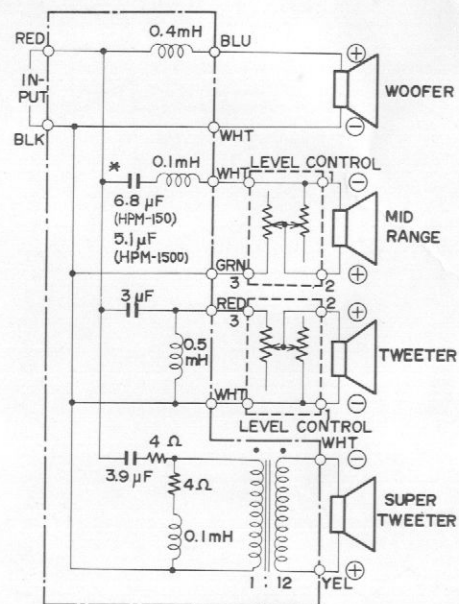 RED
0.4mH
BLU
+
IN-
PUT
WOOFER
BLK
WHT
−
*
0.1mH
WHT
LEVEL CONTROL
1
−
6.8 µF
(HPM-150)
5.1µF
(HPM-1500)
MID
RANGE
GRN
3
2
+
3µF
RED
3
2
+
0.5
mH
TWEETER
WHT
1
−
LEVEL CONTROL
WHT
4 Ω
−
3.9µF
4Ω
SUPER
TWEETER
0.1mH
1 : 12
YEL
+